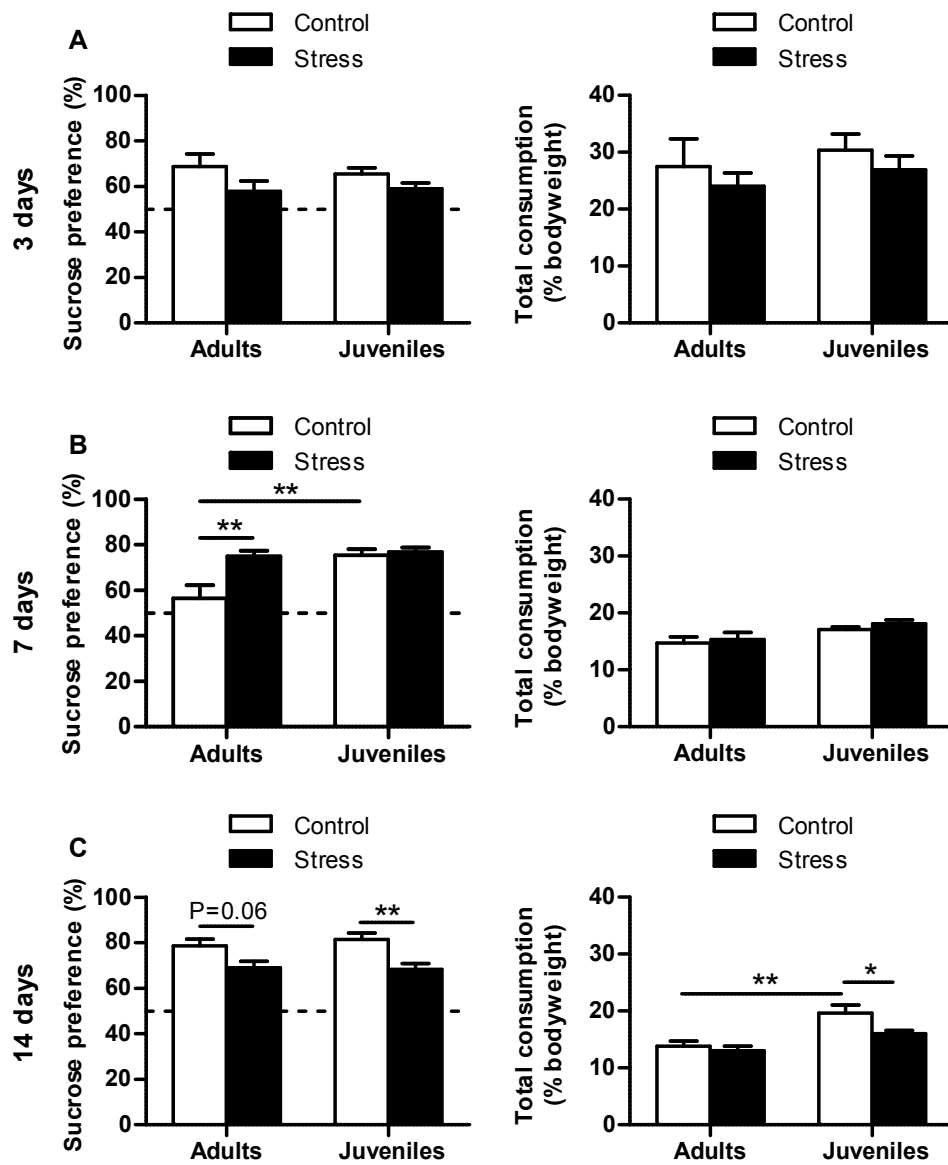 A
Control
Stress
3 days
Sucrose preference (%)
100
80
60
40
20
0
Adults Juveniles
Control
Stress
Total consumption
(% bodyweight)
40
30
20
10
0
Adults Juveniles
B
Control
Stress
7 days
Sucrose preference (%)
100
80
60
40
20
0
**
**
Adults Juveniles
Control
Stress
Total consumption
(% bodyweight)
40
30
20
10
0
Adults Juveniles
C
Control
Stress
14 days
Sucrose preference (%)
100
80
60
40
20
0
P=0.06
**
Adults Juveniles
Control
Stress
Total consumption
(% bodyweight)
40
30
20
10
0
**
*
Adults Juveniles